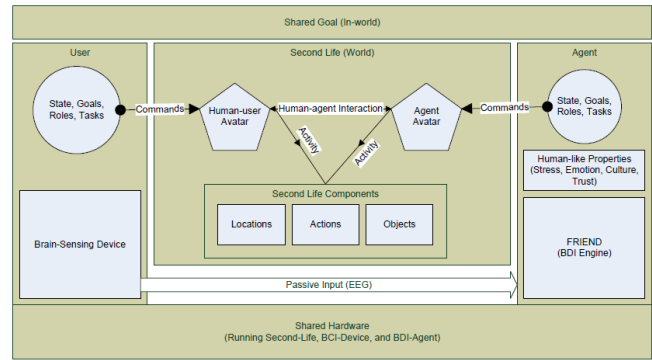 Shared Goal (In-world)
User
Second Life (World)
Agent
State, Goals,
Roles, Tasks
Commands
Human-user
Avatar
Human-agent Interaction
Agent
Avatar
Commands
State, Goals,
Roles, Tasks
Activity
Activity
Human-like Properties
(Stress, Emotion, Culture,
Trust)
Second Life Components
Locations
Actions
Objects
Brain-Sensing Device
FRIEND
(BDI Engine)
Passive Input (EEG)
Shared Hardware
(Running Second-Life, BCI-Device, and BDI-Agent)